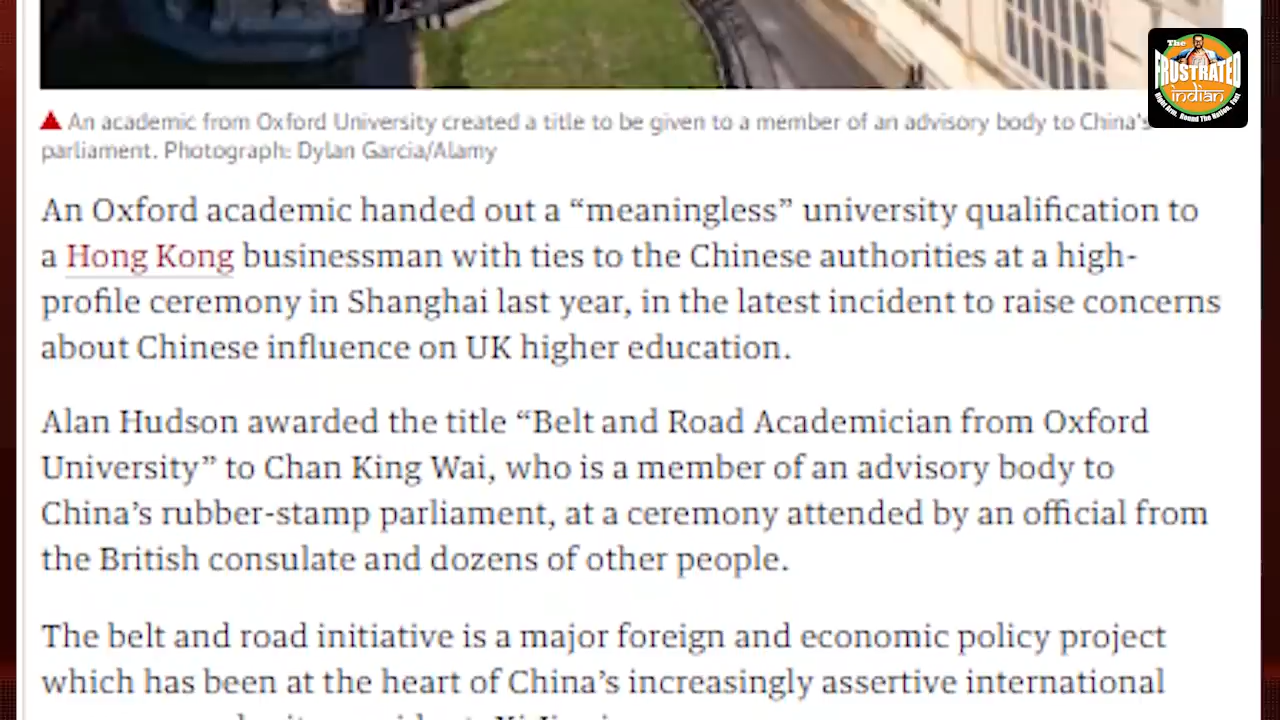 The
FRUSTRATED
indian
▲ An academic from Oxford University created a title to be given to a member of an advisory body to China's
parliament. Photograph: Dylan Garcia/Alamy
An Oxford academic handed out a “meaningless” university qualification to
a Hong Kong businessman with ties to the Chinese authorities at a high-
profile ceremony in Shanghai last year, in the latest incident to raise concerns
about Chinese influence on UK higher education.
Alan Hudson awarded the title “Belt and Road Academician from Oxford
University” to Chan King Wai, who is a member of an advisory body to
China’s rubber-stamp parliament, at a ceremony attended by an official from
the British consulate and dozens of other people.
The belt and road initiative is a major foreign and economic policy project
which has been at the heart of China’s increasingly assertive international